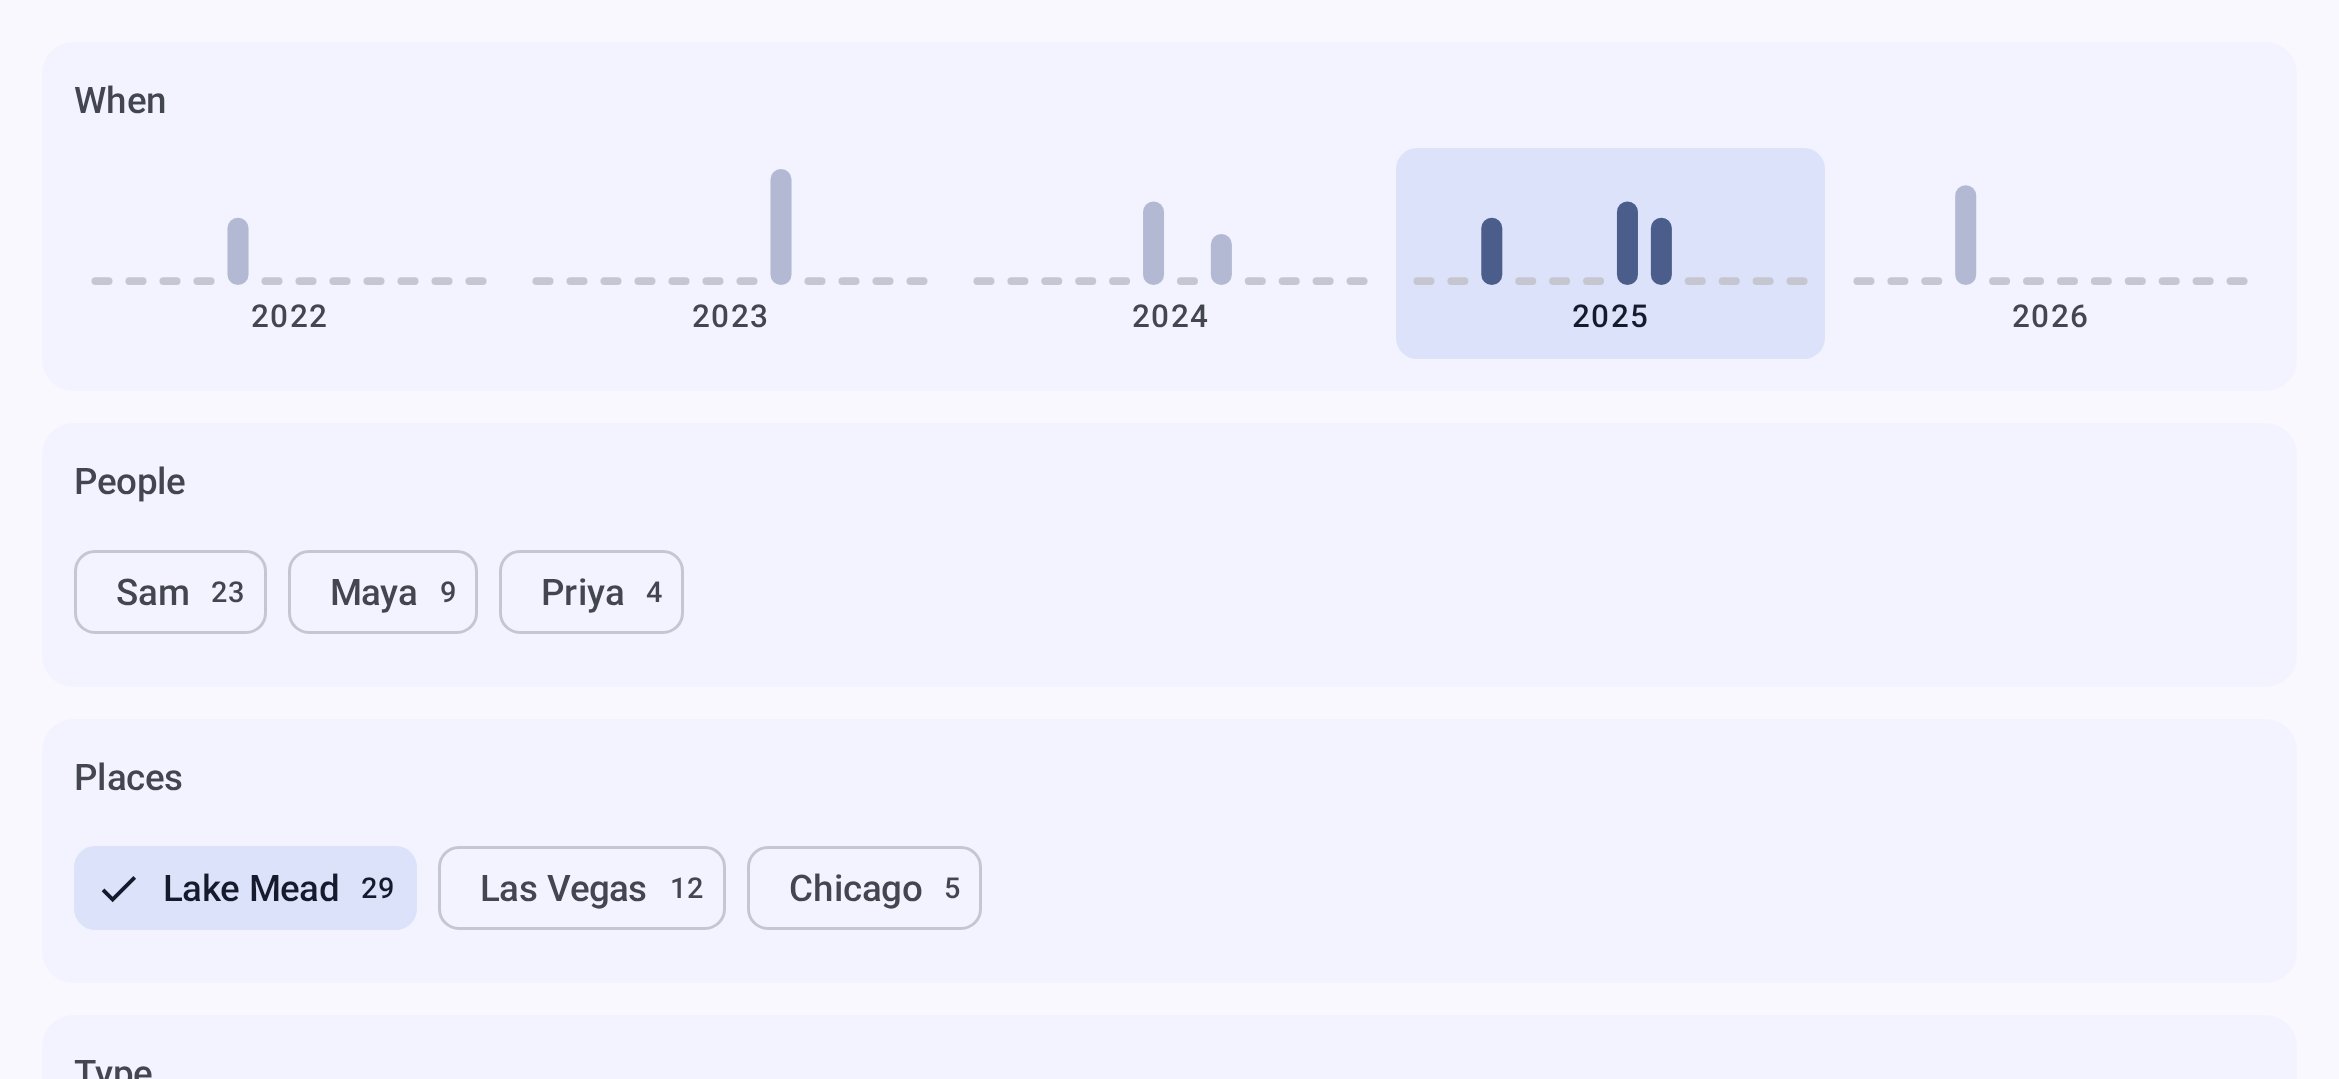 When
2022 2023 2024 2025 2026
People
Sam 23 Maya 9 Priya 4
Places
Lake Mead 29 Las Vegas 12 Chicago 5
Type